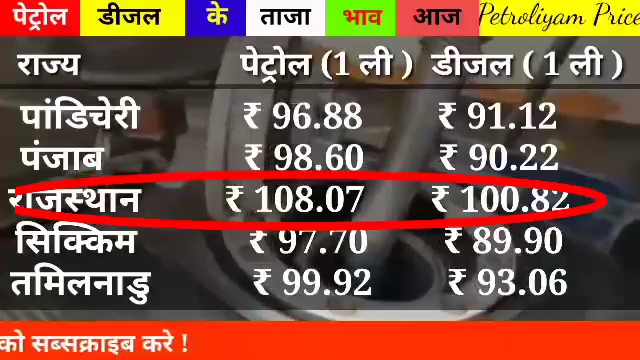 पेट्रोल डीजल के ताजा भाव आज Petroliyam Price
राज्य पेट्रोल (1 ली ) डीजल ( 1 ली )
पांडिचेरी ₹ 96.88 ₹ 91.12
पंजाब ₹ 98.60 ₹ 90.22
राजस्थान ₹ 108.07 ₹ 100.82
सिक्किम ₹ 97.70 ₹ 89.90
तमिलनाडु ₹ 99.92 ₹ 93.06
को सब्सक्राइब करे !